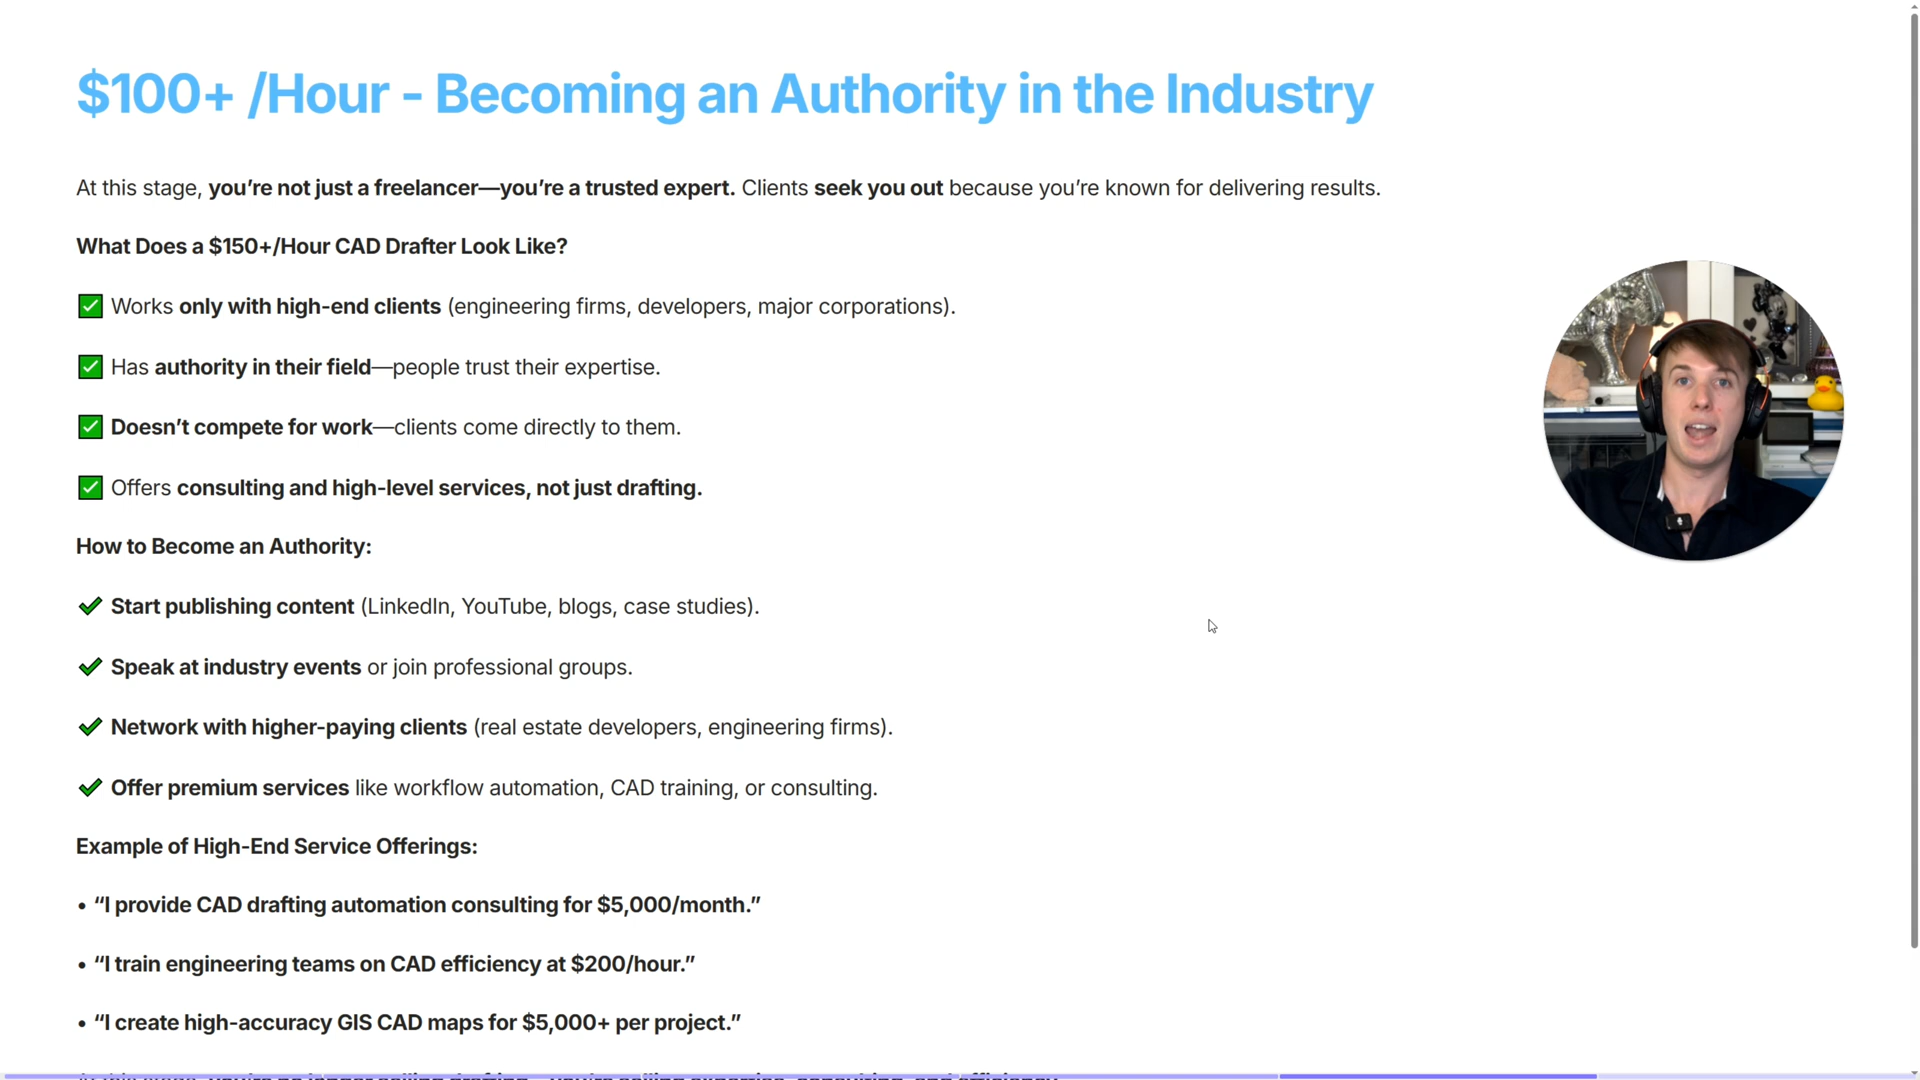 $100+ /Hour - Becoming an Authority in the Industry
At this stage, you’re not just a freelancer—you’re a trusted expert. Clients seek you out because you’re known for delivering results.
What Does a $150+/Hour CAD Drafter Look Like?
✅ Works only with high-end clients (engineering firms, developers, major corporations).
✅ Has authority in their field—people trust their expertise.
✅ Doesn’t compete for work—clients come directly to them.
✅ Offers consulting and high-level services, not just drafting.
How to Become an Authority:
✔ Start publishing content (LinkedIn, YouTube, blogs, case studies).
✔ Speak at industry events or join professional groups.
✔ Network with higher-paying clients (real estate developers, engineering firms).
✔ Offer premium services like workflow automation, CAD training, or consulting.
Example of High-End Service Offerings:
• “I provide CAD drafting automation consulting for $5,000/month.”
• “I train engineering teams on CAD efficiency at $200/hour.”
• “I create high-accuracy GIS CAD maps for $5,000+ per project.”